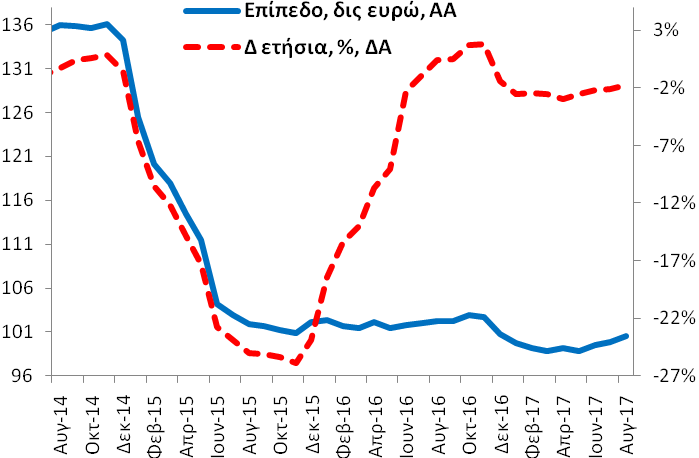 Επίπεδο, δις ευρώ, ΑΑ
Δ ετήσια, %, ΔΑ
136
131
126
121
116
111
106
101
96
3%
-2%
-7%
-12%
-17%
-22%
-27%
Αυγ-14
Οκτ-14
Δεκ-14
Φεβ-15
Απρ-15
Ιουν-15
Αυγ-15
Οκτ-15
Δεκ-15
Φεβ-16
Απρ-16
Ιουν-16
Αυγ-16
Οκτ-16
Δεκ-16
Φεβ-17
Απρ-17
Ιουν-17
Αυγ-17